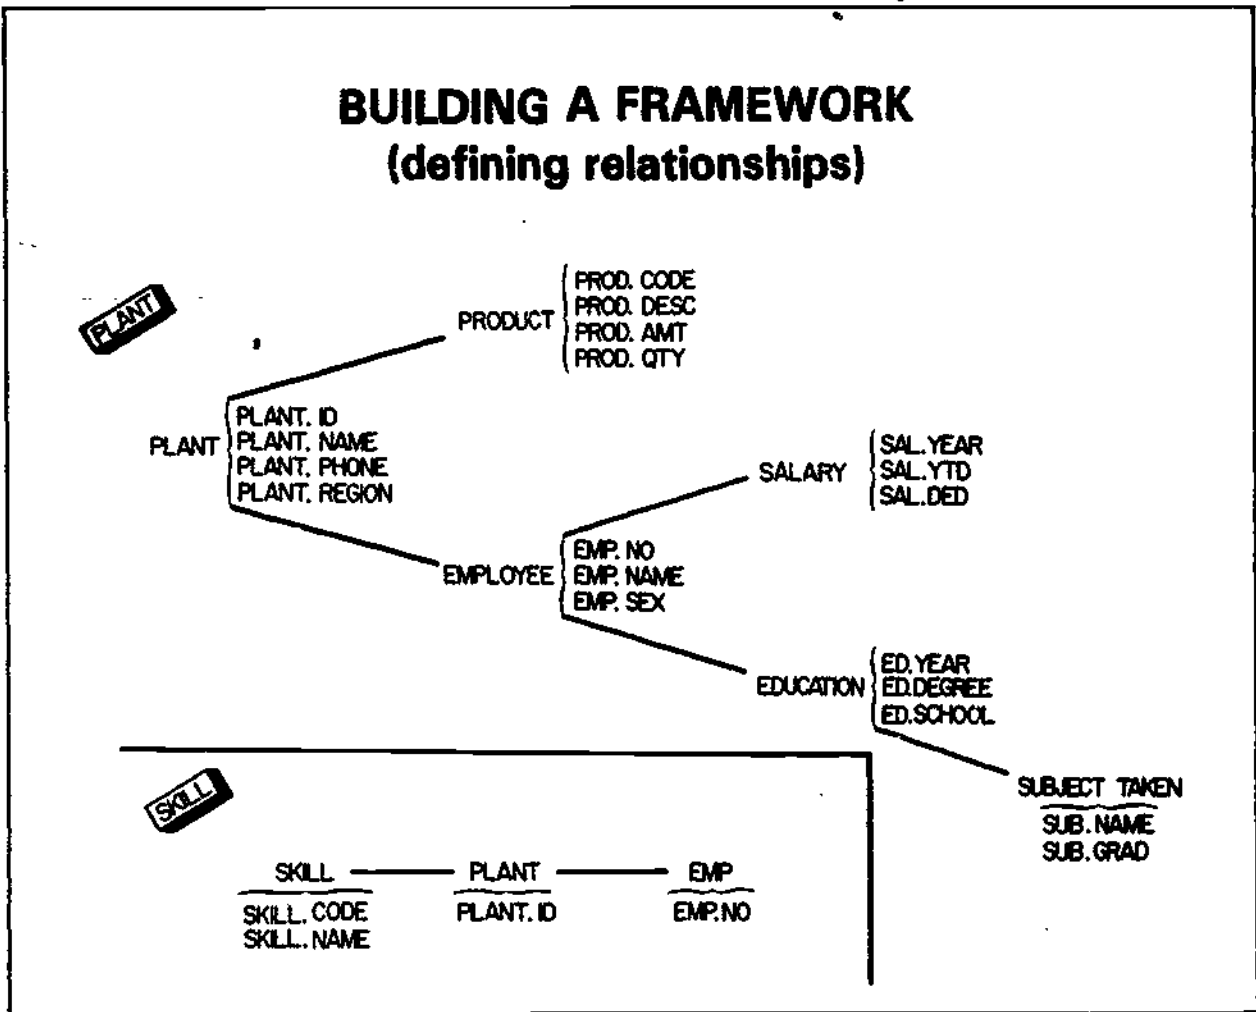 BUILDING A FRAMEWORK
(defining relationships)
PLANT
PRODUCT
PROD. CODE
PROD. DESC
PROD. AMT
PROD. QTY
PLANT
PLANT. ID
PLANT. NAME
PLANT. PHONE
PLANT. REGION
SALARY
SAL.YEAR
SAL.YTD
SAL.DED
EMPLOYEE
EMP. NO
EMP. NAME
EMP. SEX
EDUCATION
ED.YEAR
ED.DEGREE
ED.SCHOOL
SUBJECT TAKEN
SUB.NAME
SUB.GRAD
SKILL
SKILL PLANT EMP
SKILL. CODE PLANT. ID EMP.NO
SKILL. NAME